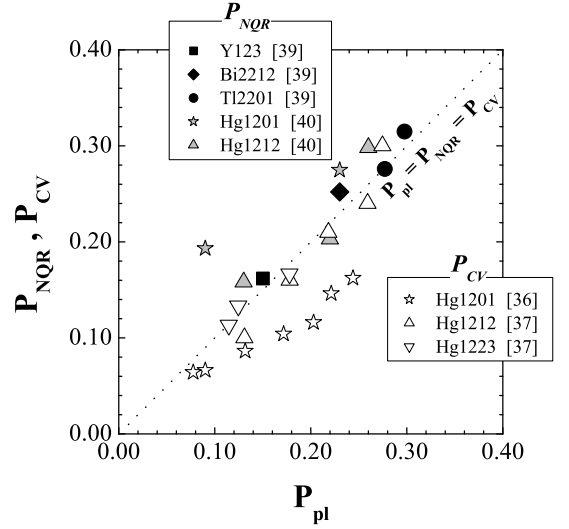 P_NQR
Y123 [39]
Bi2212 [39]
Tl2201 [39]
Hg1201 [40]
Hg1212 [40]
P_pl = P_NQR = P_CV
P_CV
Hg1201 [36]
Hg1212 [37]
Hg1223 [37]
P_NQR , P_CV
0.40
0.30
0.20
0.10
0.00
0.00 0.10 0.20 0.30 0.40
P_pl